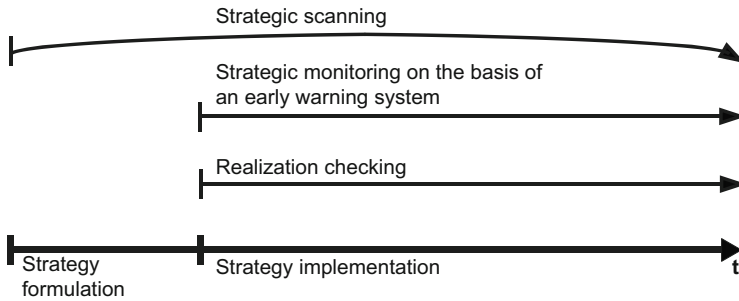 Strategic scanning
Strategic monitoring on the basis of
an early warning system
Realization checking
Strategy
formulation
Strategy implementation
t